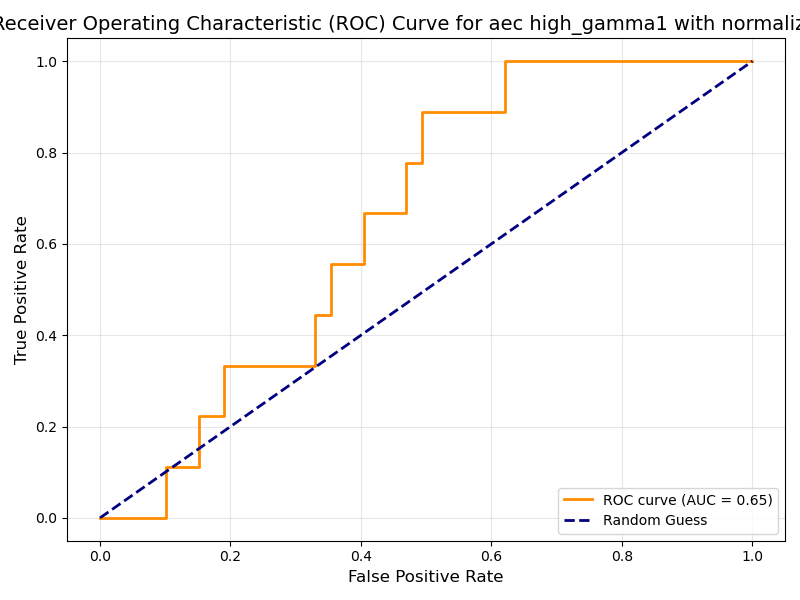 Receiver Operating Characteristic (ROC) Curve for aec high_gamma1 with normaliz
1.0
0.8
0.6
0.4
0.2
0.0
True Positive Rate
ROC curve (AUC = 0.65)
Random Guess
0.0 0.2 0.4 0.6 0.8 1.0
False Positive Rate